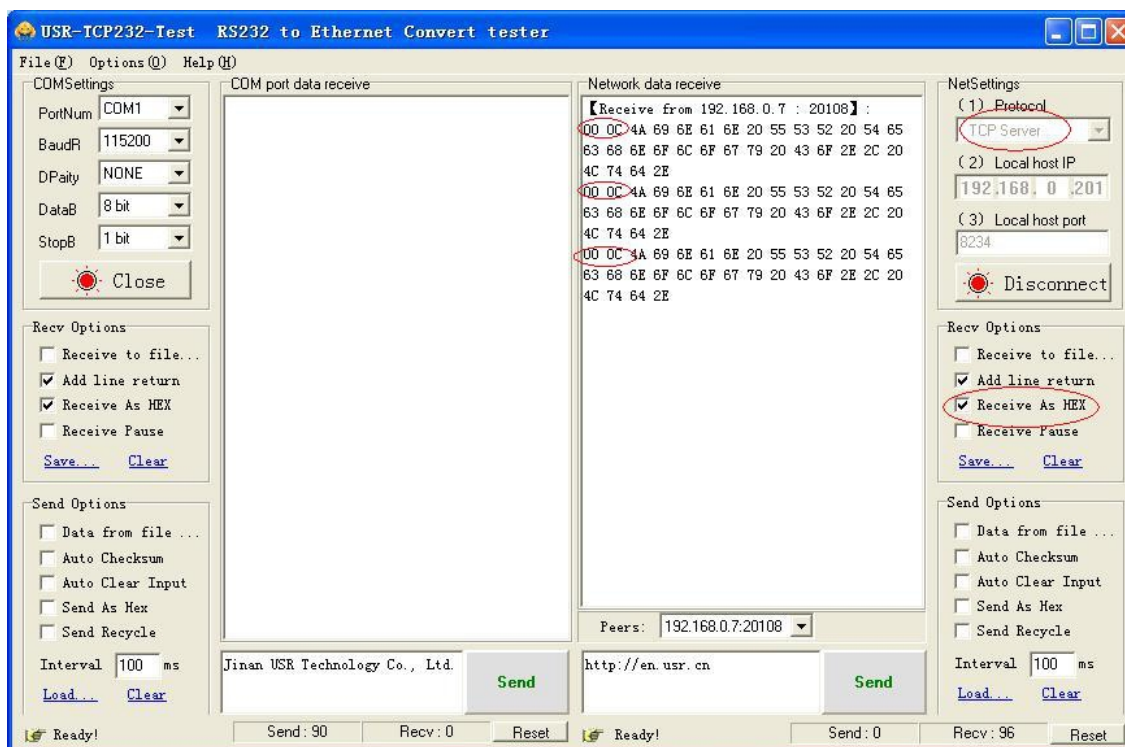 USR-TCP232-Test RS232 to Ethernet Convert tester
File(F) Options(O) Help(H)
COMSettings
PortNum COM1
BaudR 115200
DPaity NONE
DataB 8 bit
StopB 1 bit
Close
Recv Options
Receive to file...
Add line return
Receive As HEX
Receive Pause
Save... Clear
Send Options
Data from file ...
Auto Checksum
Auto Clear Input
Send As Hex
Send Recycle
Interval 100 ms
Load... Clear
COM port data receive
Jinan USR Technology Co., Ltd.
Send
Network data receive
【Receive from 192.168.0.7 : 20108】:
00 0C 4A 69 6E 61 6E 20 55 53 52 20 54 65
63 68 6E 6F 6C 6F 67 79 20 43 6F 2E 2C 20
4C 74 64 2E
00 0C 4A 69 6E 61 6E 20 55 53 52 20 54 65
63 68 6E 6F 6C 6F 67 79 20 43 6F 2E 2C 20
4C 74 64 2E
00 0C 4A 69 6E 61 6E 20 55 53 52 20 54 65
63 68 6E 6F 6C 6F 67 79 20 43 6F 2E 2C 20
4C 74 64 2E
Peers: 192.168.0.7:20108
http://en.usr.cn
Send
NetSettings
(1) Protocol
TCP Server
(2) Local host IP
192.168. 0 .201
(3) Local host port
8234
Disconnect
Recv Options
Receive to file...
Add line return
Receive As HEX
Receive Pause
Save... Clear
Send Options
Data from file ...
Auto Checksum
Auto Clear Input
Send As Hex
Send Recycle
Interval 100 ms
Load... Clear
Ready! Send : 90 Recv : 0 Reset
Ready! Send : 0 Recv : 96 Reset